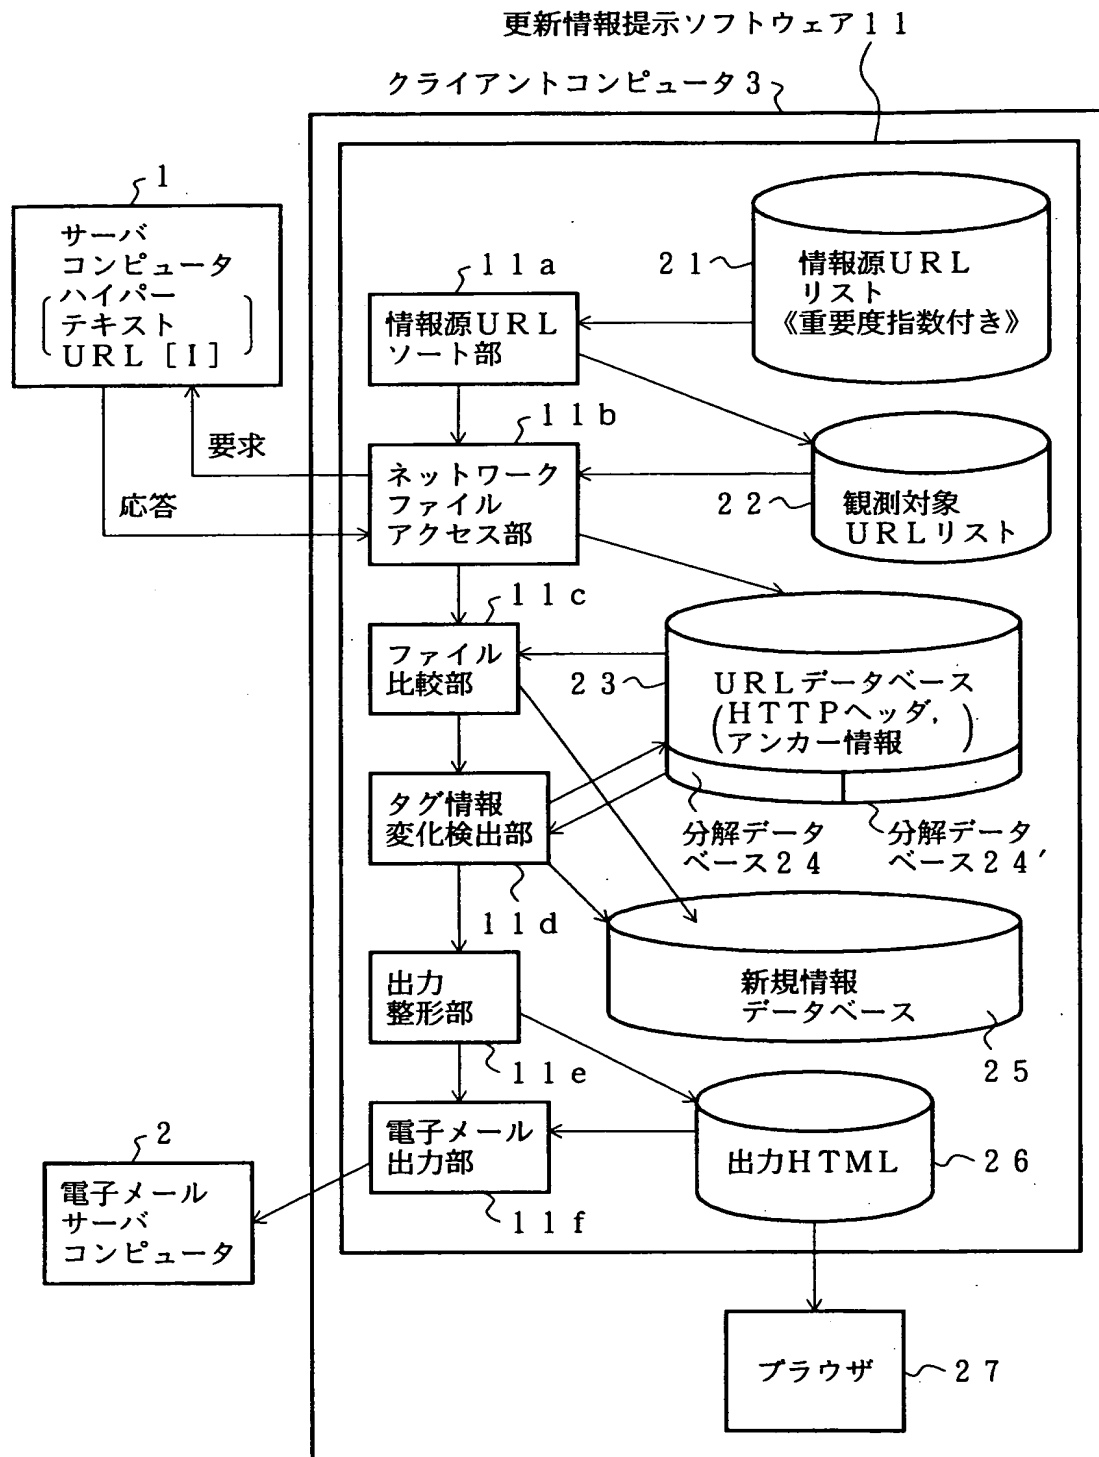 更新情報提示ソフトウェア11
クライアントコンピュータ3
1
サーバ
コンピュータ
ハイパー
テキスト
URL[I]
要求
応答
11a
情報源URL
ソート部
21
情報源URL
リスト
《重要度指数付き》
11b
ネットワーク
ファイル
アクセス部
22
観測対象
URLリスト
11c
ファイル
比較部
23
URLデータベース
(HTTPヘッダ,
アンカー情報)
タグ情報
変化検出部
11d
分解データ
ベース24
分解データ
ベース24′
出力
整形部
11e
新規情報
データベース
25
2
電子メール
サーバ
コンピュータ
電子メール
出力部
11f
出力HTML
26
ブラウザ
27